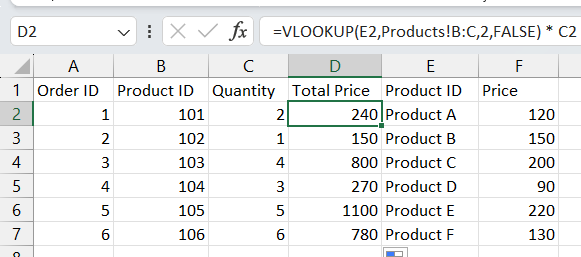 D2 fx =VLOOKUP(E2,Products!B:C,2,FALSE) * C2
A B C D E F
1 Order ID Product ID Quantity Total Price Product ID Price
2 1 101 2 240 Product A 120
3 2 102 1 150 Product B 150
4 3 103 4 800 Product C 200
5 4 104 3 270 Product D 90
6 5 105 5 1100 Product E 220
7 6 106 6 780 Product F 130